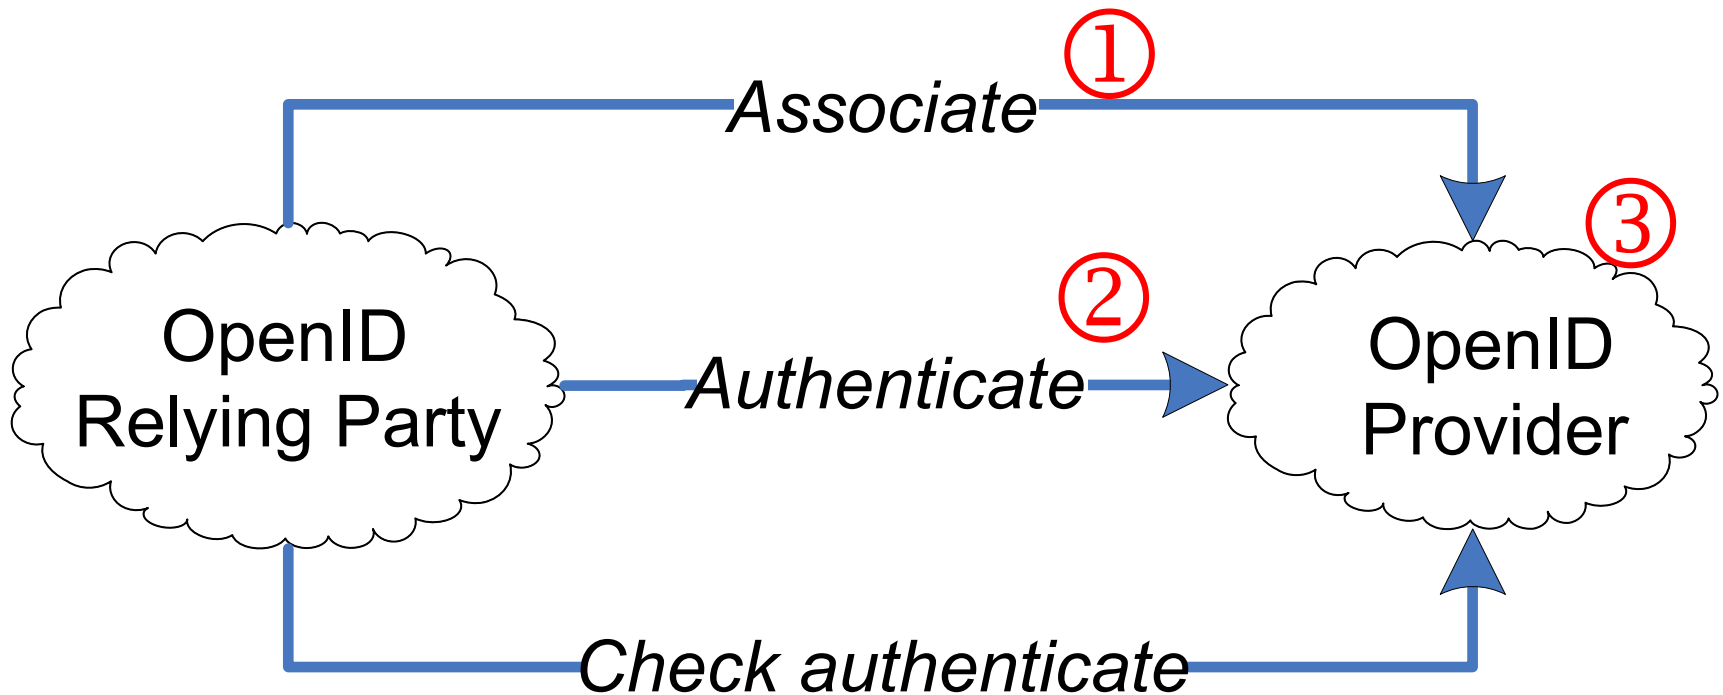 Associate ①
③
OpenID
Relying Party
② 
Authenticate
OpenID
Provider
Check authenticate